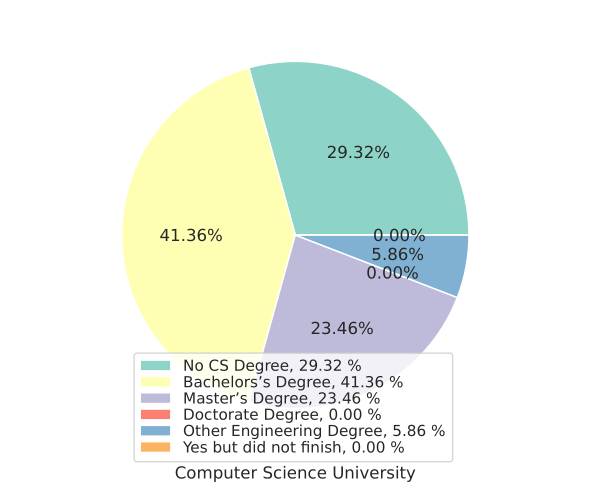 29.32%
41.36%
0.00%
5.86%
0.00%
23.46%
No CS Degree, 29.32 %
Bachelors’s Degree, 41.36 %
Master’s Degree, 23.46 %
Doctorate Degree, 0.00 %
Other Engineering Degree, 5.86 %
Yes but did not finish, 0.00 %
Computer Science University